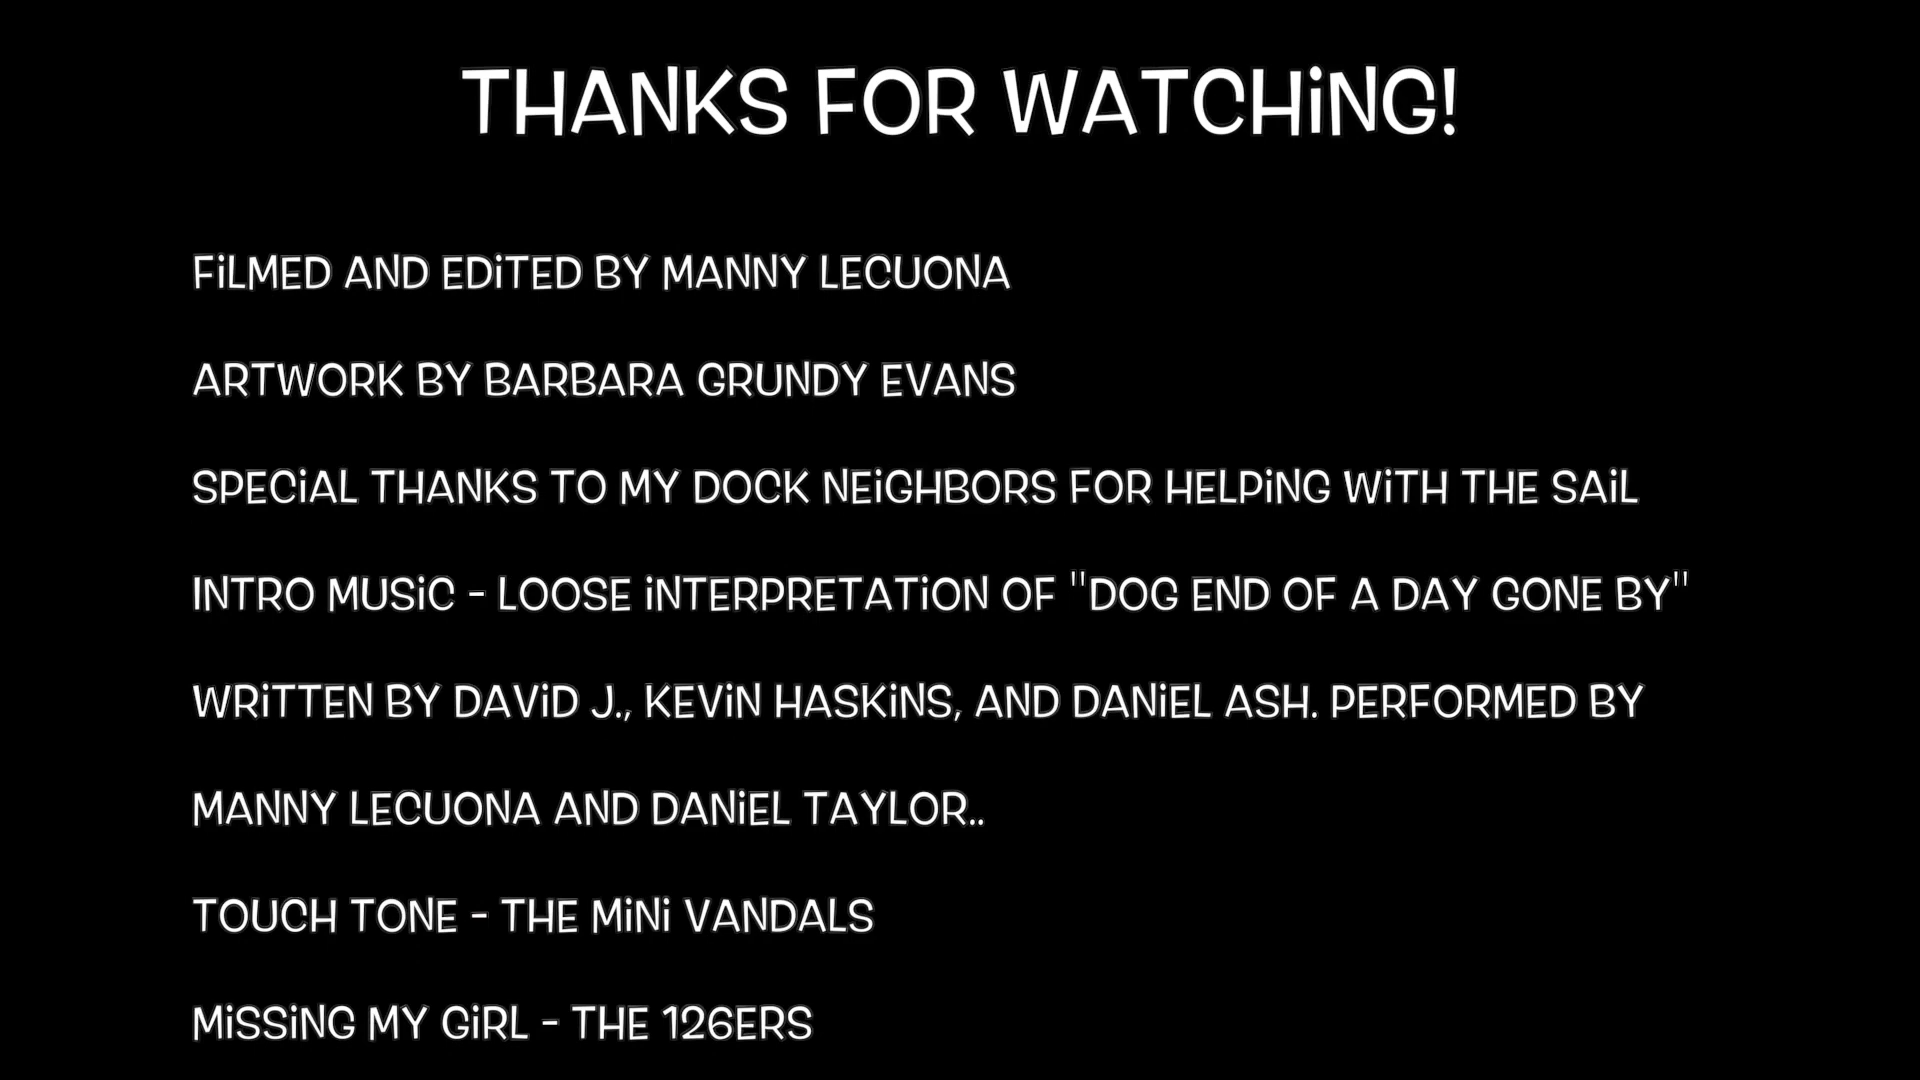 THANKS FOR WATCHiNG!
FiLMED AND EDiTED BY MANNY LECUONA
ARTWORK BY BARBARA GRUNDY EVANS
SPECiAL THANKS TO MY DOCK NEiGHBORS FOR HELPiNG WiTH THE SAiL
INTRO MUSiC - LOOSE iNTERPRETATiON OF "DOG END OF A DAY GONE BY"
WRiTTEN BY DAViD J., KEViN HASKiNS, AND DANiEL ASH. PERFORMED BY
MANNY LECUONA AND DANiEL TAYLOR..
TOUCH TONE - THE MiNi VANDALS
MiSSiNG MY GiRL - THE 126ERS